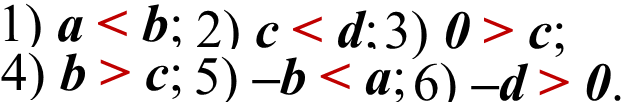 1) a < b; 2) c < d; 3) 0 > c;
4) b > c; 5) –b < a; 6) –d > 0.